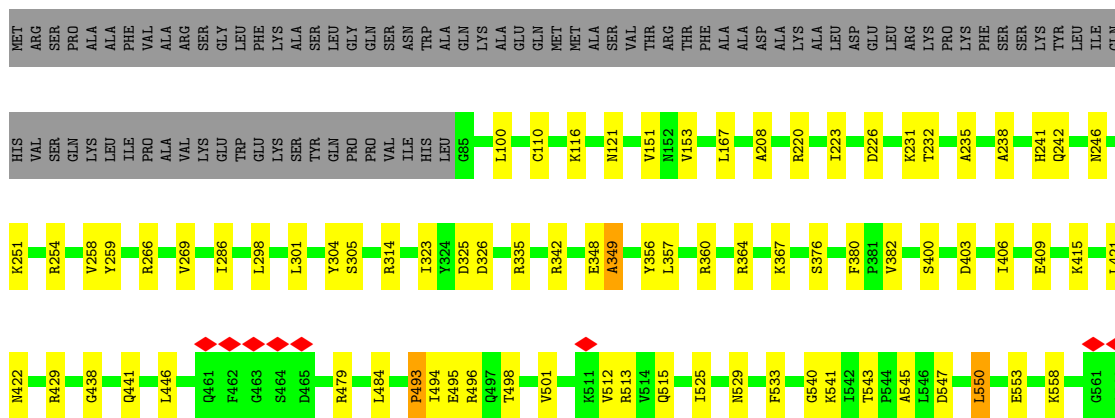 MET ARG SER PRO ALA ALA PHE VAL ALA ARG SER GLY LEU PHE LYS ALA SER LEU GLY GLN SER ASN TRP ALA GLN LYS ALA GLU GLN MET MET ALA SER VAL THR ARG THR PHE ALA ALA ASP ALA LYS ALA LEU ASP GLU LEU ARG LYS PRO LYS PHE SER SER LYS TYR LEU ILE GLN
HIS VAL SER GLN LYS LEU ILE PRO ALA VAL LYS GLU TRP GLU LYS SER TYR GLN PRO PRO VAL ILE HIS LEU G85 L100 C110 K116 N121 V151 N152 V153 L167 A208 R220 I223 D226 K231 T232 A235 A238 H241 Q242 N246
K251 R254 V258 Y259 R266 V269 I286 L298 L301 Y304 S305 R314 I323 Y324 D325 D326 R335 R342 E348 A349 Y356 L357 R360 R364 K367 S376 F380 P381 V382 S400 D403 I406 E409 K415
N422 R429 G438 Q441 L446 Q461 F462 G463 S464 D465 R479 L484 P493 I494 E495 R496 Q497 T498 V501 K511 V512 R513 V514 Q515 I525 N529 F533 G540 K541 I542 T543 P544 A545 L546 D547 L550 E553 K558 G561